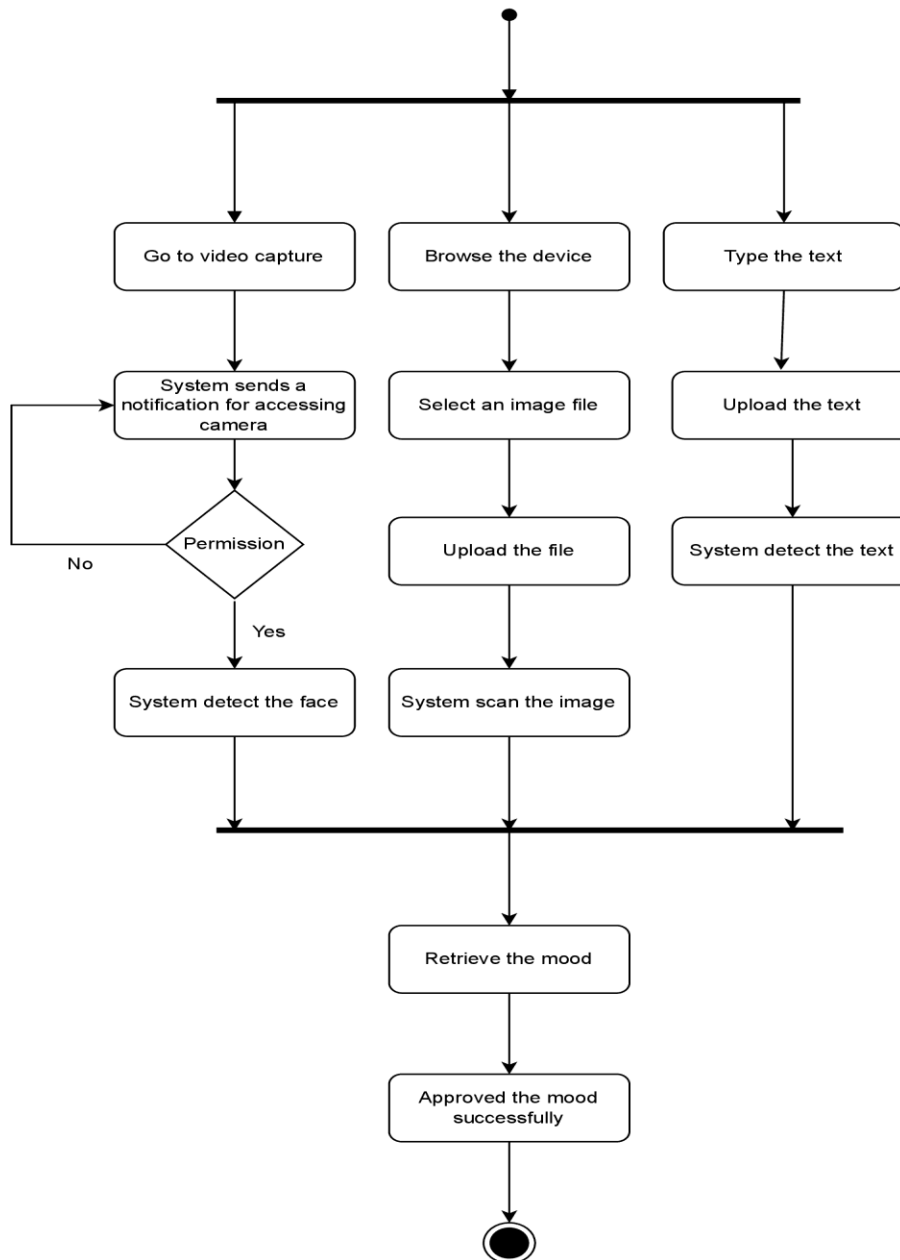 Go to video capture
Browse the device
Type the text
System sends a
notification for accessing
camera
Select an image file
Upload the text
Permission
No
Yes
Upload the file
System detect the text
System detect the face
System scan the image
Retrieve the mood
Approved the mood
successfully